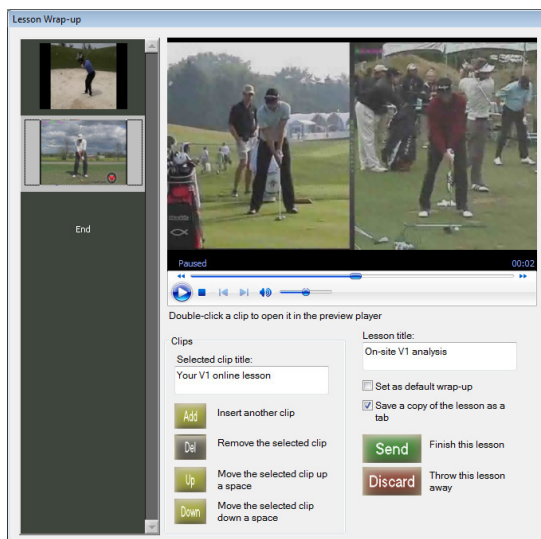 Lesson Wrap-up
End
Paused
00:02
Double-click a clip to open it in the preview player
Clips
Selected clip title:
Your V1 online lesson
Add
Insert another clip
Del
Remove the selected clip
Up
Move the selected clip up
a space
Down
Move the selected clip
down a space
Lesson title:
On-site V1 analysis
Set as default wrap-up
Save a copy of the lesson as a
tab
Send
Finish this lesson
Discard
Throw this lesson
away